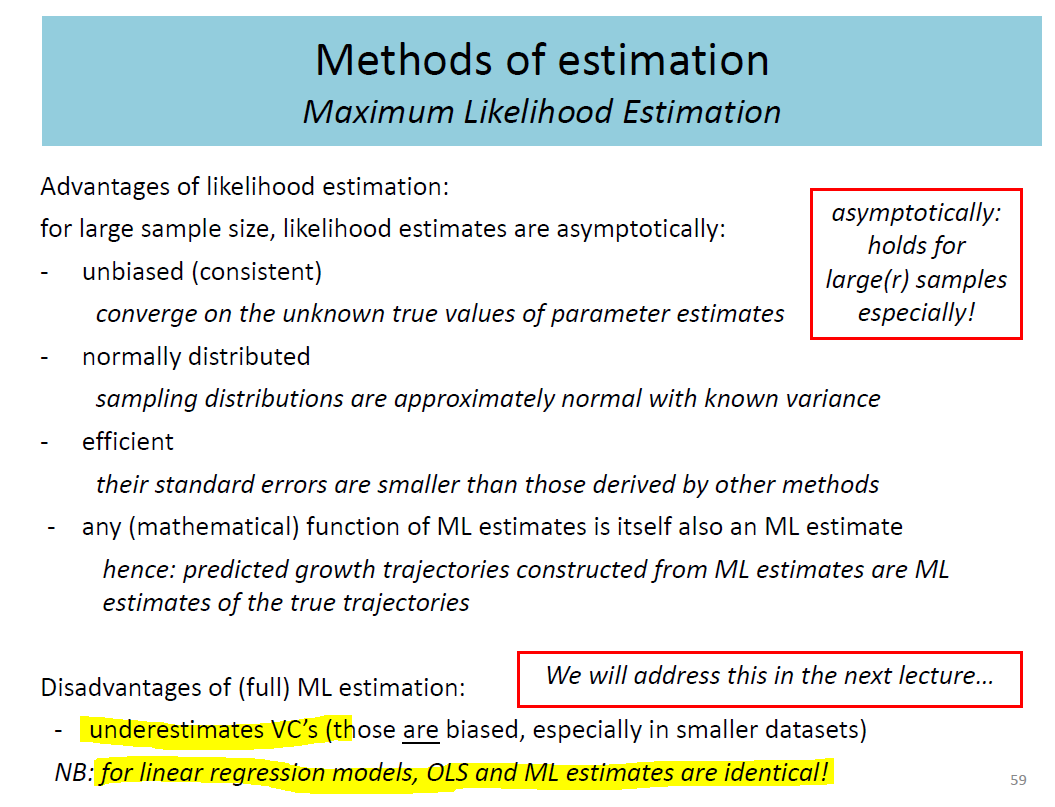 Methods of estimation
Maximum Likelihood Estimation
Advantages of likelihood estimation:
for large sample size, likelihood estimates are asymptotically:
- unbiased (consistent)
converge on the unknown true values of parameter estimates
asymptotically:
holds for
large(r) samples
especially!
- normally distributed
sampling distributions are approximately normal with known variance
- efficient
their standard errors are smaller than those derived by other methods
- any (mathematical) function of ML estimates is itself also an ML estimate
hence: predicted growth trajectories constructed from ML estimates are ML
estimates of the true trajectories
We will address this in the next lecture…
Disadvantages of (full) ML estimation:
- underestimates VC’s (those are biased, especially in smaller datasets)
NB: for linear regression models, OLS and ML estimates are identical!
59